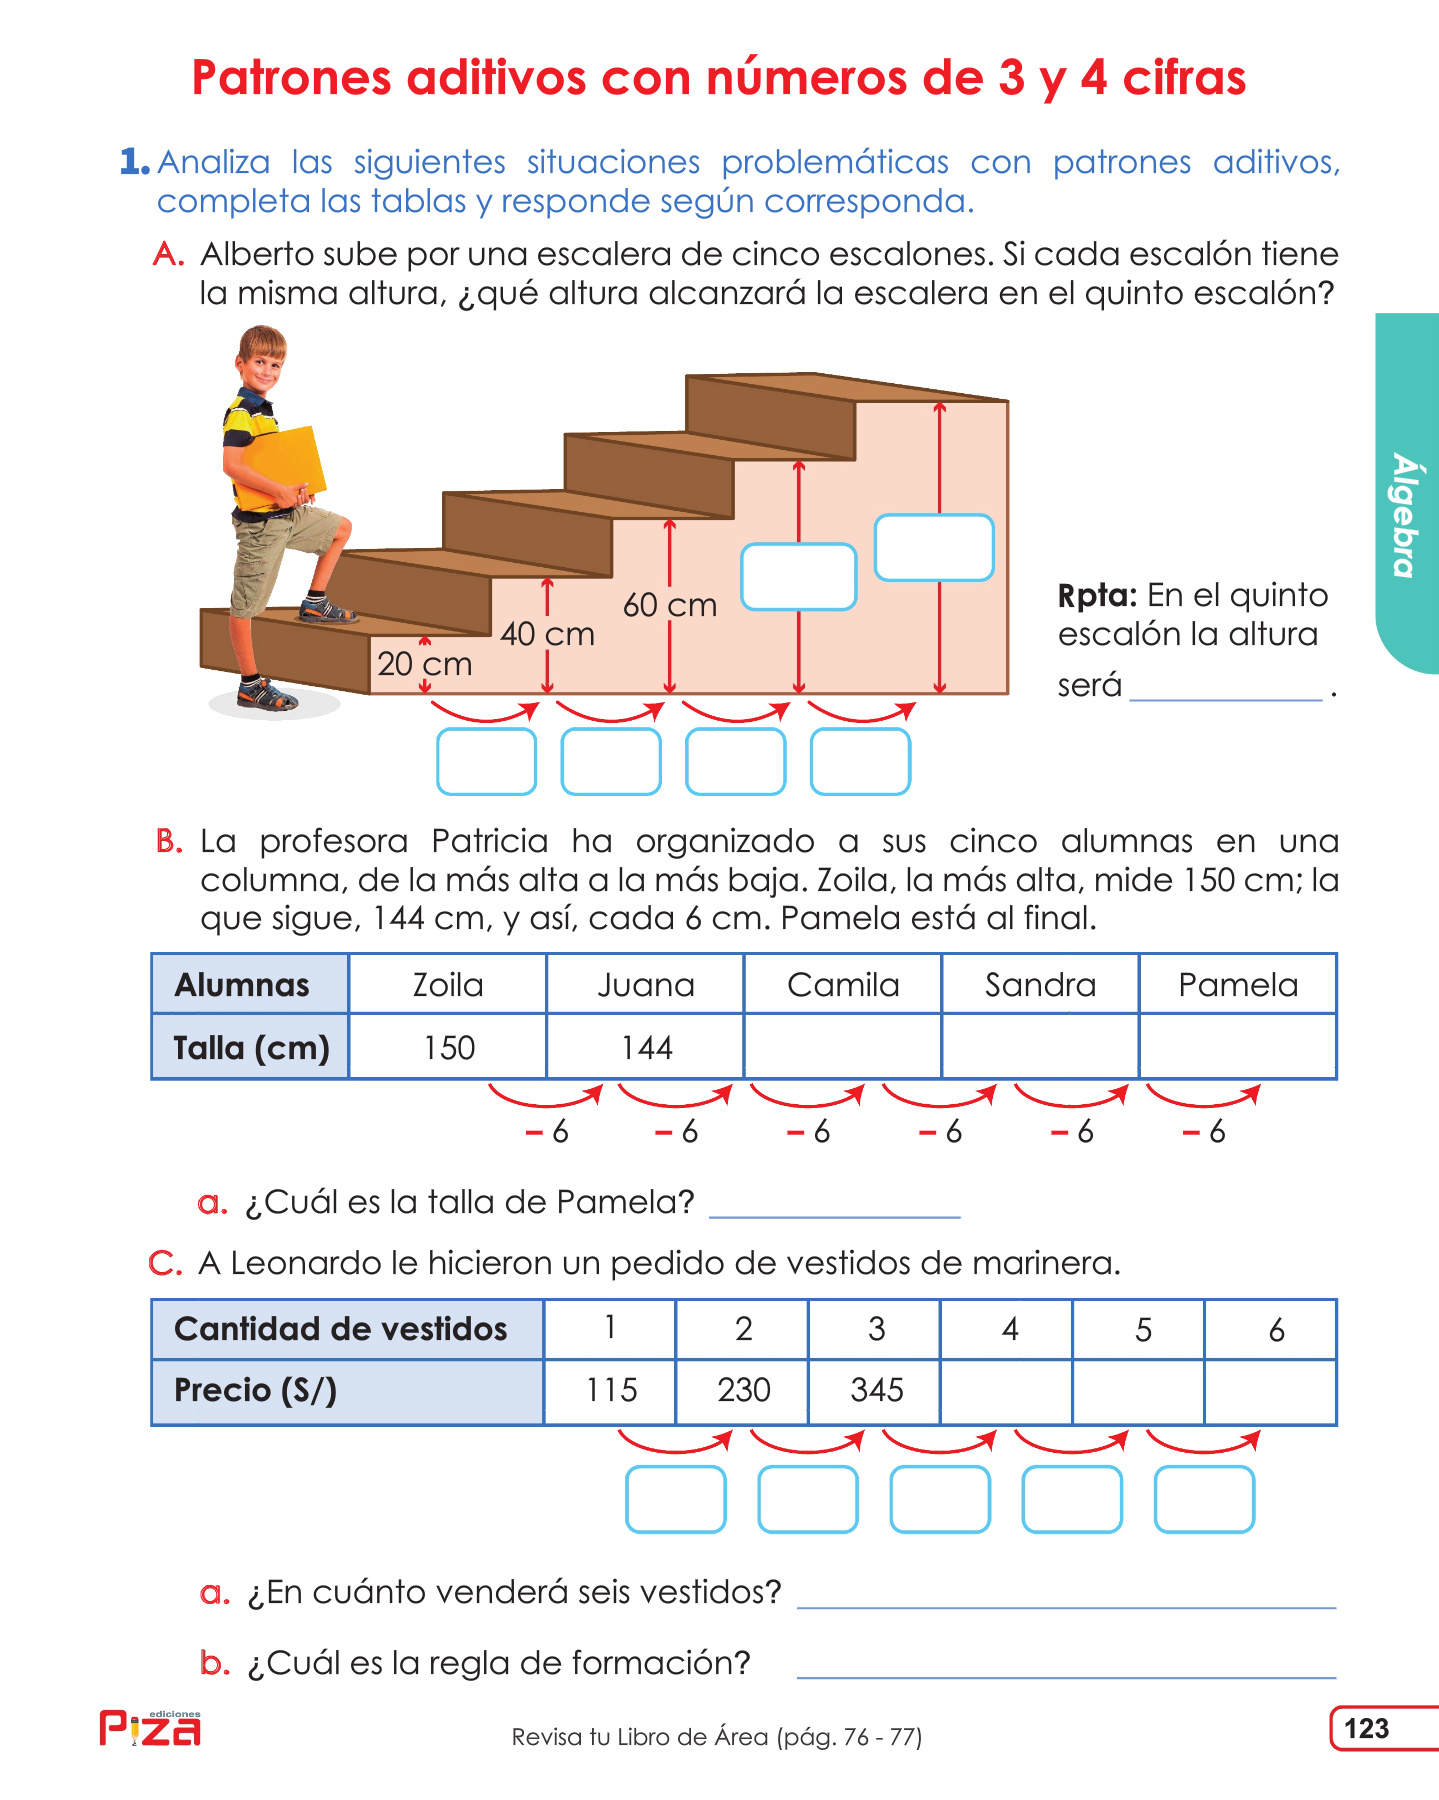 Patrones aditivos con números de 3 y 4 cifras
1. Analiza las siguientes situaciones problemáticas con patrones aditivos,
completa las tablas y responde según corresponda.
A. Alberto sube por una escalera de cinco escalones. Si cada escalón tiene
la misma altura, ¿qué altura alcanzará la escalera en el quinto escalón?
Álgebra
20 cm
40 cm
60 cm
Rpta: En el quinto
escalón la altura
será ____________ .
B. La profesora Patricia ha organizado a sus cinco alumnas en una
columna, de la más alta a la más baja. Zoila, la más alta, mide 150 cm; la
que sigue, 144 cm, y así, cada 6 cm. Pamela está al final.
Alumnas Zoila Juana Camila Sandra Pamela
Talla (cm) 150 144
– 6 – 6 – 6 – 6 – 6 – 6
a. ¿Cuál es la talla de Pamela? ________________
C. A Leonardo le hicieron un pedido de vestidos de marinera.
Cantidad de vestidos 1 2 3 4 5 6
Precio (S/) 115 230 345
a. ¿En cuánto venderá seis vestidos? ________________
b. ¿Cuál es la regla de formación? ________________
ediciones
Piza
Revisa tu Libro de Área (pág. 76 - 77)
123